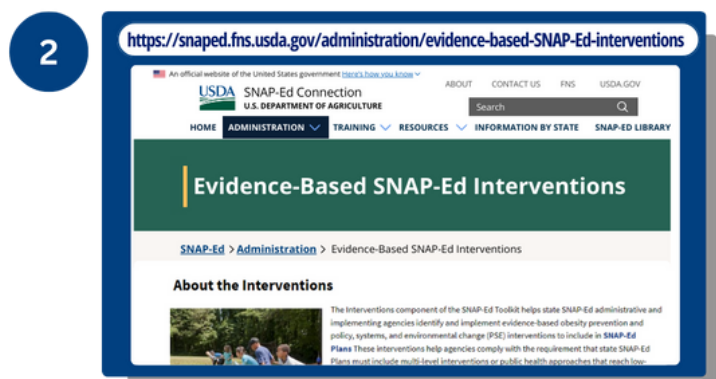 2
https://snaped.fns.usda.gov/administration/evidence-based-SNAP-Ed-interventions
An official website of the United States government Here's how you know
ABOUT CONTACT US FNS USDA.GOV
USDA SNAP-Ed Connection
U.S. DEPARTMENT OF AGRICULTURE
Search
HOME ADMINISTRATION TRAINING RESOURCES INFORMATION BY STATE SNAP-ED LIBRARY
Evidence-Based SNAP-Ed Interventions
SNAP-Ed > Administration > Evidence-Based SNAP-Ed Interventions
About the Interventions
The Interventions component of the SNAP-Ed Toolkit helps state SNAP-Ed administrative and
implementing agencies identify and implement evidence-based obesity prevention and
policy, systems, and environmental change (PSE) interventions to include in SNAP-Ed
Plans These interventions help agencies comply with the requirement that state SNAP-Ed
Plans must include multi-level interventions or public health approaches that reach low-